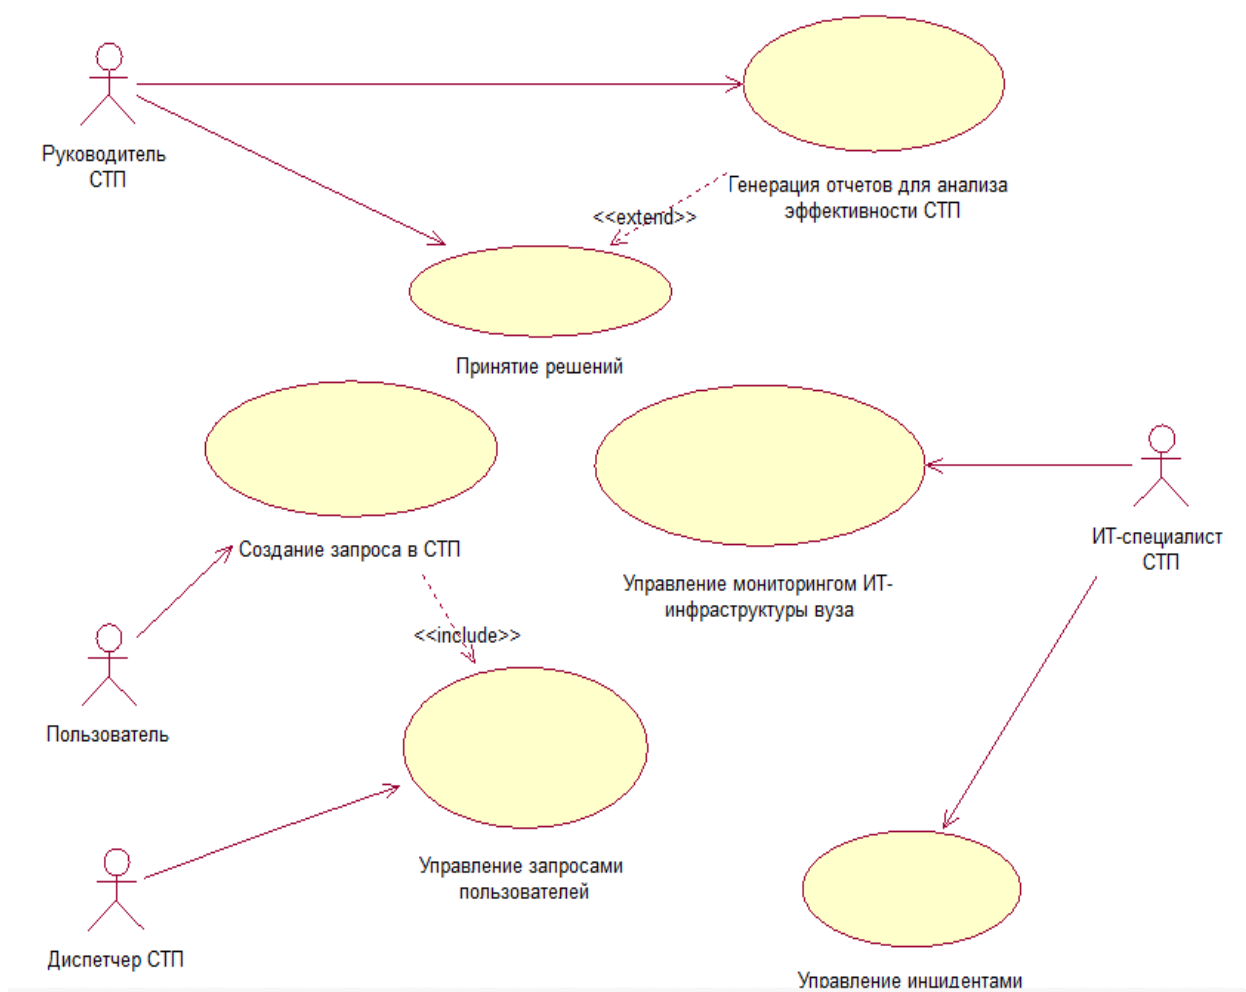 Руководитель
СТП
Генерация отчетов для анализа
эффективности СТП
<<extend>>
Принятие решений
Создание запроса в СТП
ИТ-специалист
СТП
Управление мониторингом ИТ-
инфраструктуры вуза
<<include>>
Пользователь
Управление запросами
пользователей
Диспетчер СТП
Управление инцидентами